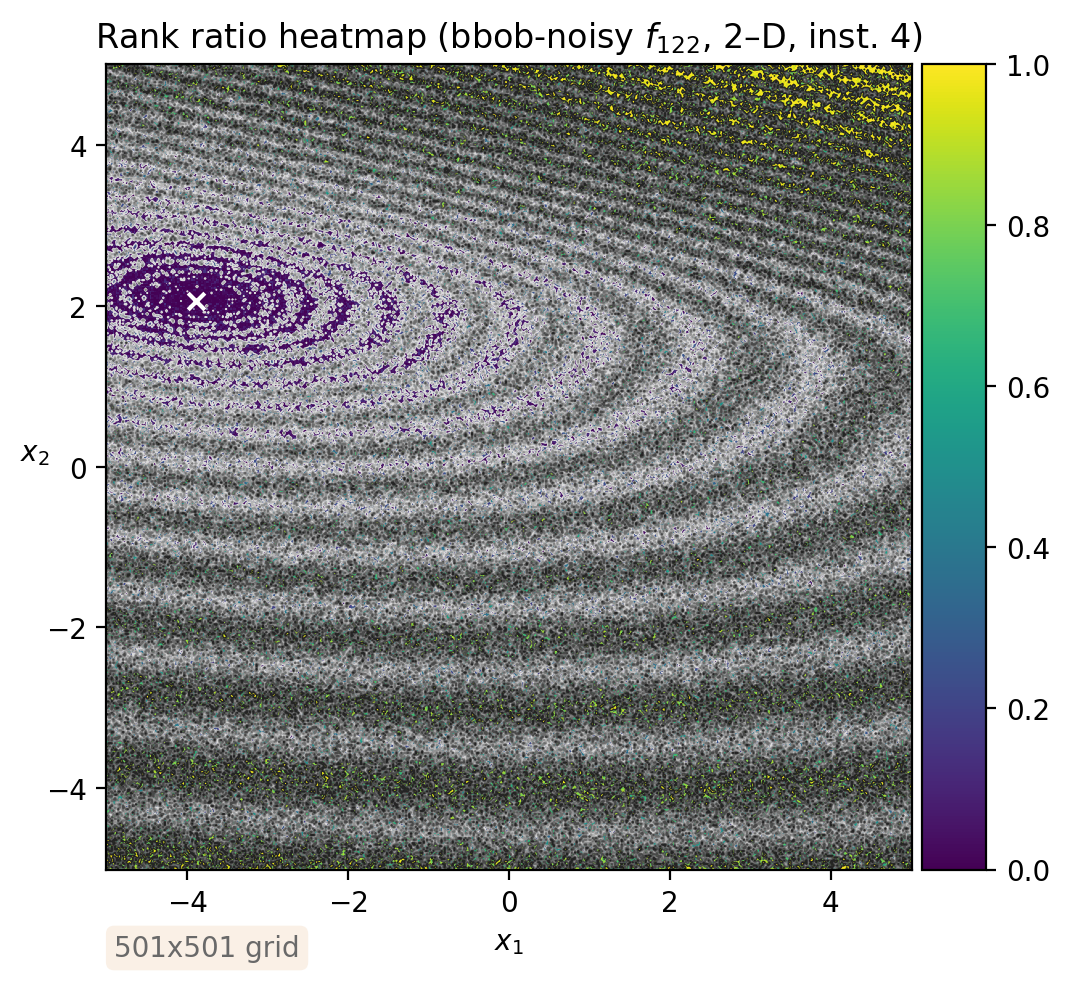 Rank ratio heatmap (bbob-noisy f₁₂₂, 2–D, inst. 4)
4
2
0
−2
−4
x₂
−4 −2 0 2 4
x₁
1.0
0.8
0.6
0.4
0.2
0.0
501x501 grid